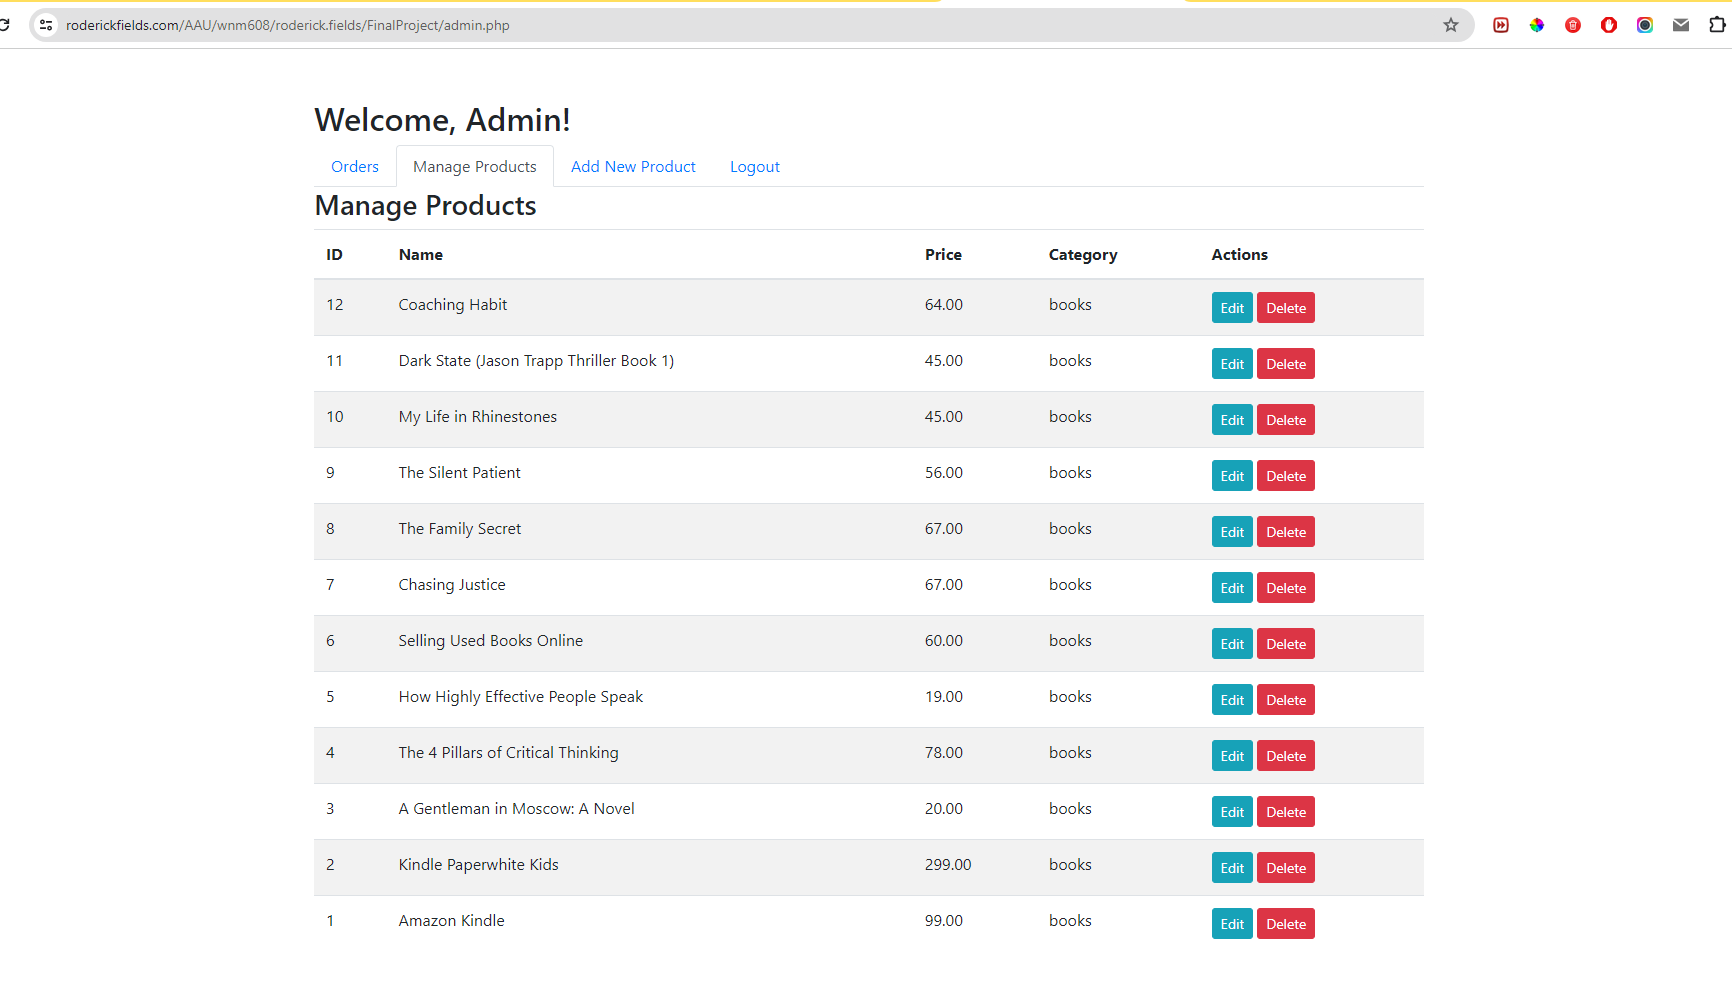 roderickfields.com/AAU/wnm608/roderick.fields/FinalProject/admin.php
Welcome, Admin!
Orders Manage Products Add New Product Logout
Manage Products
ID Name Price Category Actions
12 Coaching Habit 64.00 books Edit Delete
11 Dark State (Jason Trapp Thriller Book 1) 45.00 books Edit Delete
10 My Life in Rhinestones 45.00 books Edit Delete
9 The Silent Patient 56.00 books Edit Delete
8 The Family Secret 67.00 books Edit Delete
7 Chasing Justice 67.00 books Edit Delete
6 Selling Used Books Online 60.00 books Edit Delete
5 How Highly Effective People Speak 19.00 books Edit Delete
4 The 4 Pillars of Critical Thinking 78.00 books Edit Delete
3 A Gentleman in Moscow: A Novel 20.00 books Edit Delete
2 Kindle Paperwhite Kids 299.00 books Edit Delete
1 Amazon Kindle 99.00 books Edit Delete